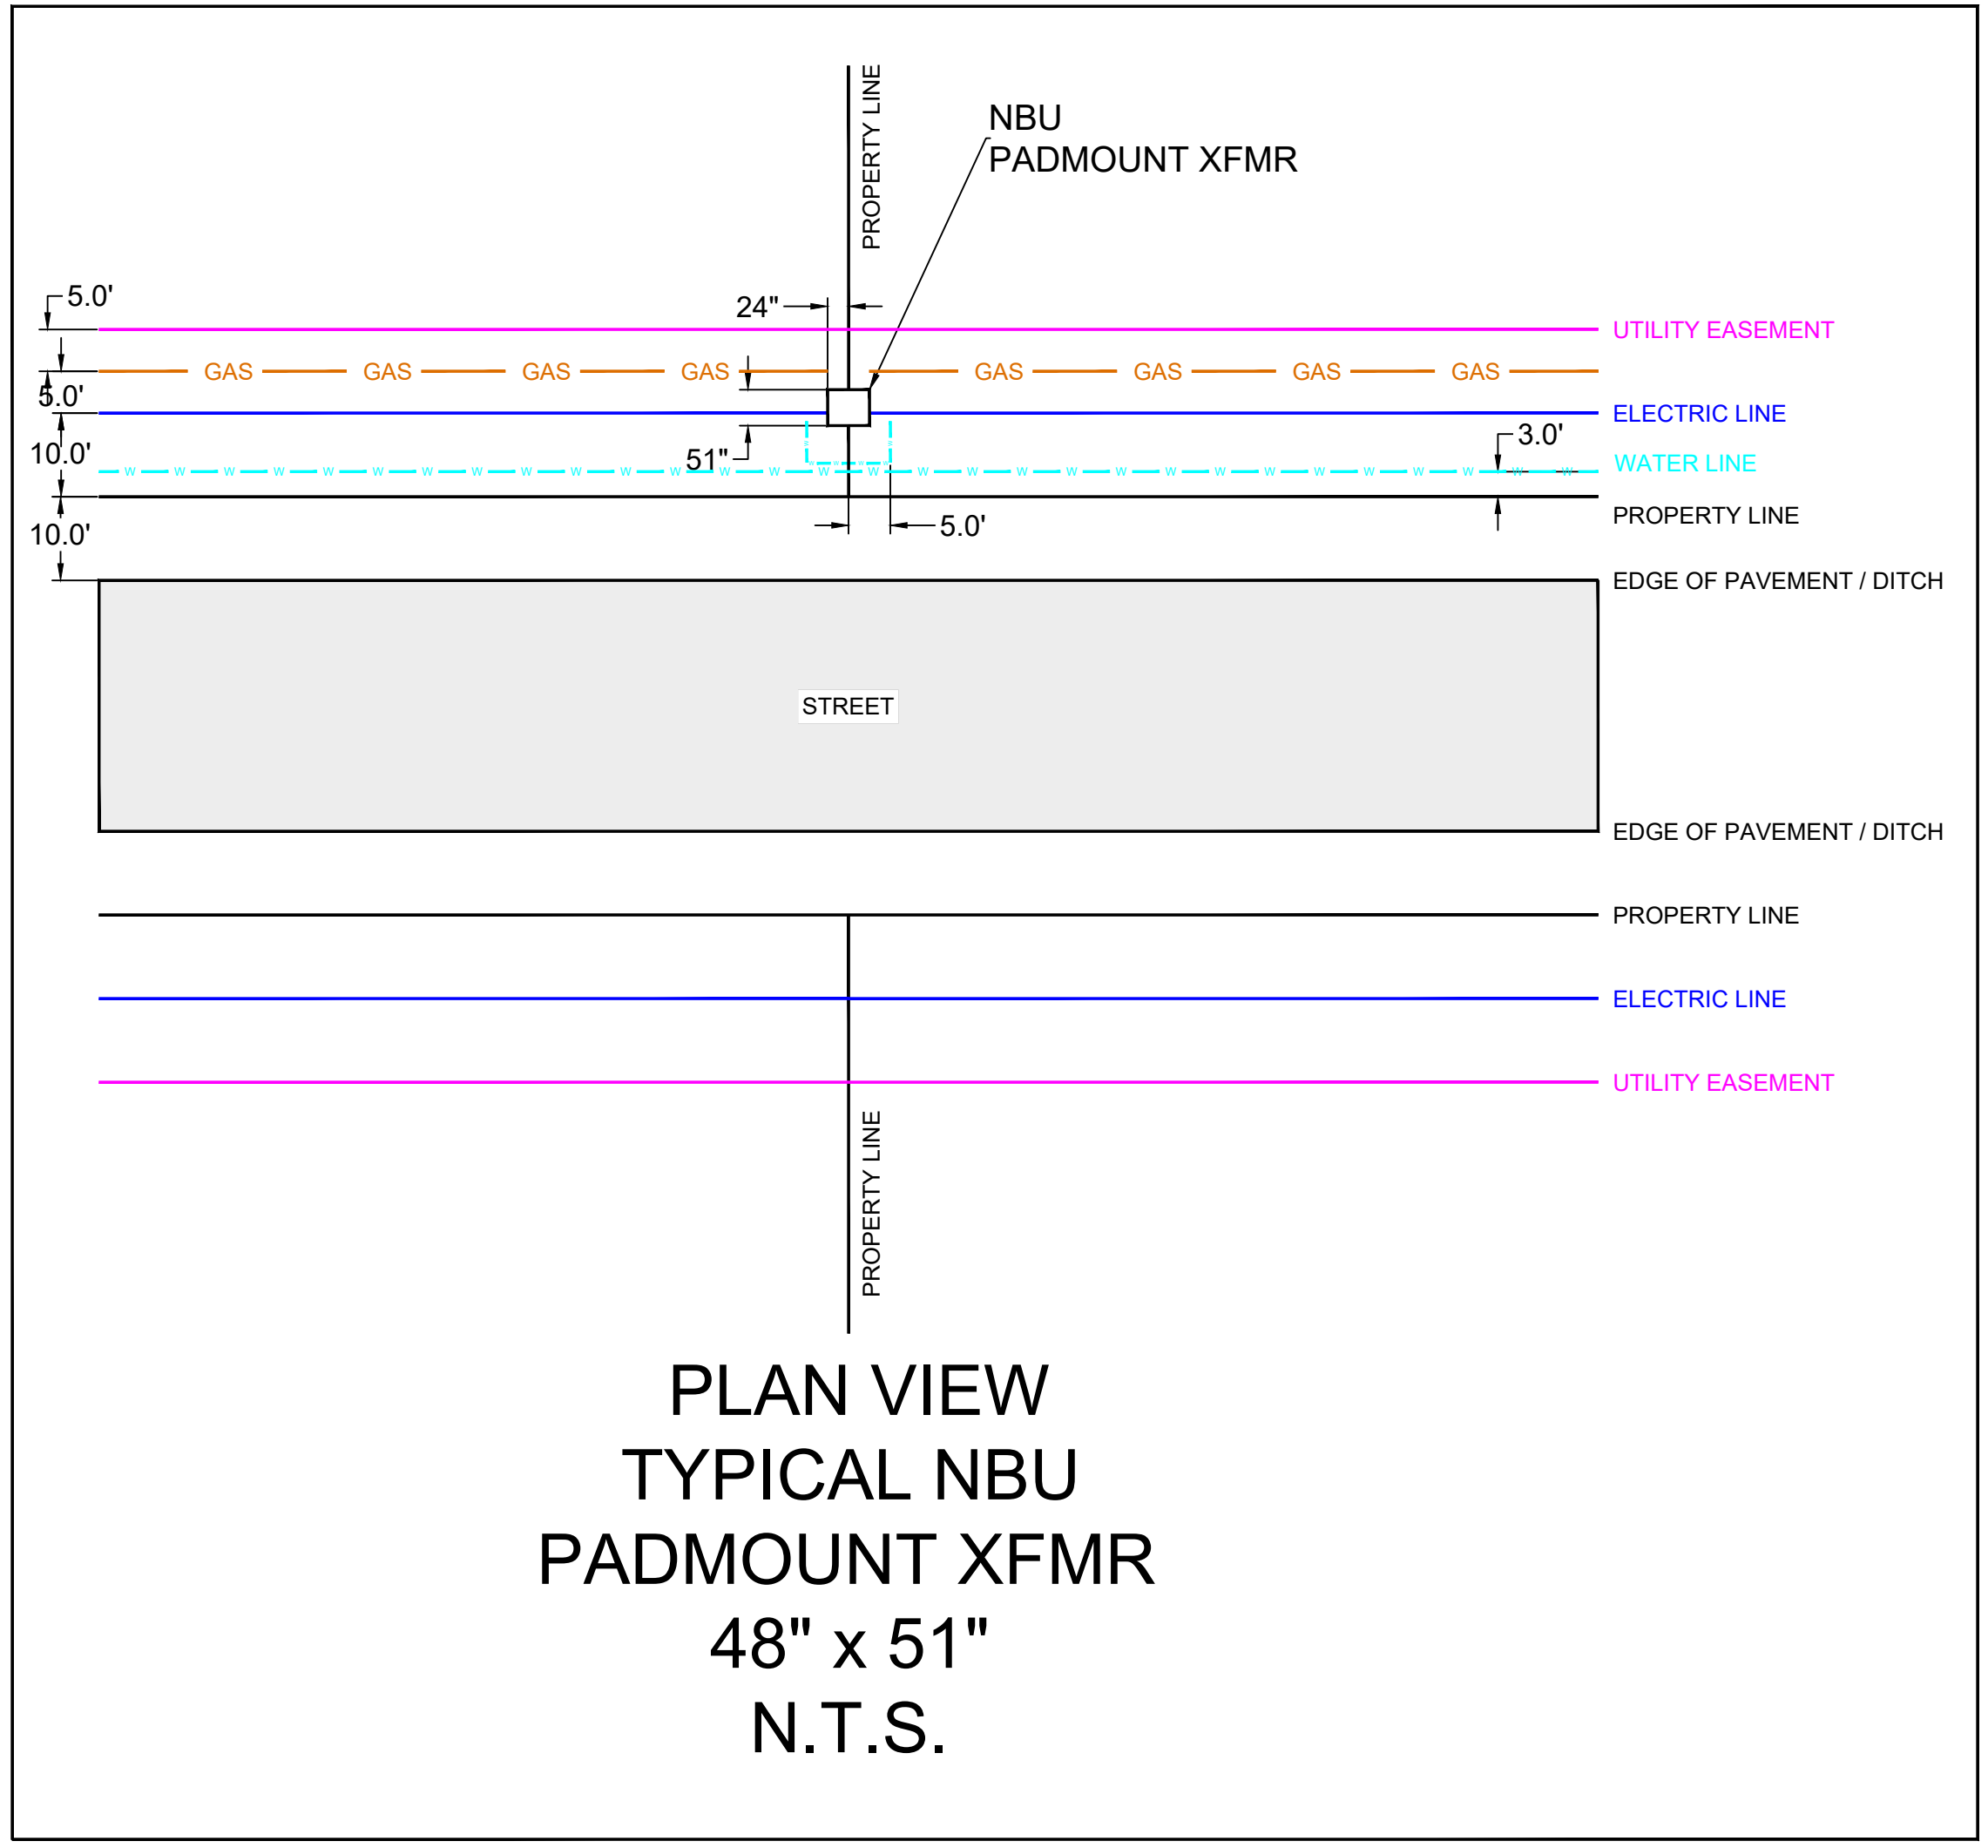 PROPERTY LINE
NBU
PADMOUNT XFMR
5.0'
24"
UTILITY EASEMENT
GAS GAS GAS GAS GAS GAS GAS GAS
5.0'
ELECTRIC LINE
10.0'
51"
3.0'
W W W W W W
W W W W W W W W W W W W W W W W W W W W W W W W W W W W W W
WATER LINE
PROPERTY LINE
5.0'
10.0'
EDGE OF PAVEMENT / DITCH
STREET
EDGE OF PAVEMENT / DITCH
PROPERTY LINE
ELECTRIC LINE
UTILITY EASEMENT
PROPERTY LINE
PLAN VIEW
TYPICAL NBU
PADMOUNT XFMR
48" x 51"
N.T.S.